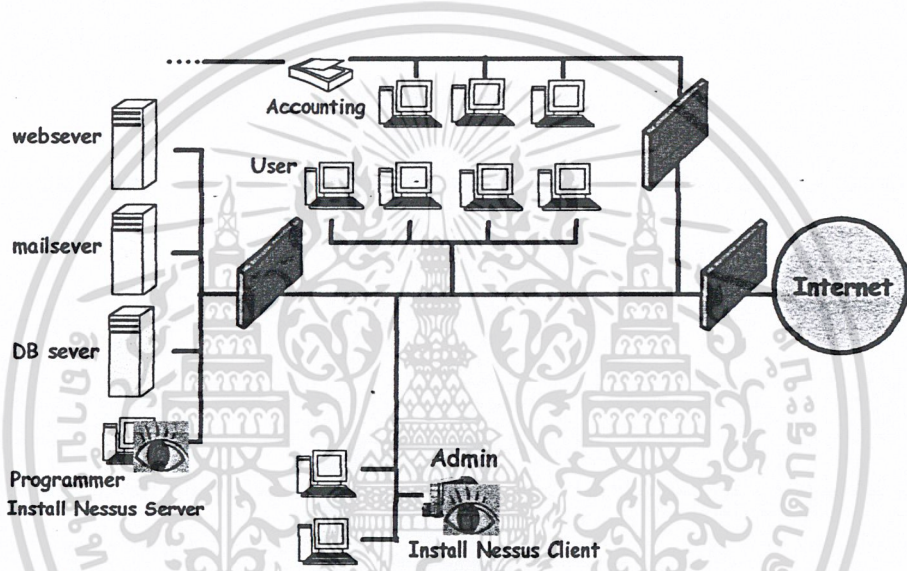 Accounting
websever
User
mailsever
Internet
DB sever
Programmer
Install Nessus Server
Admin
Install Nessus Client